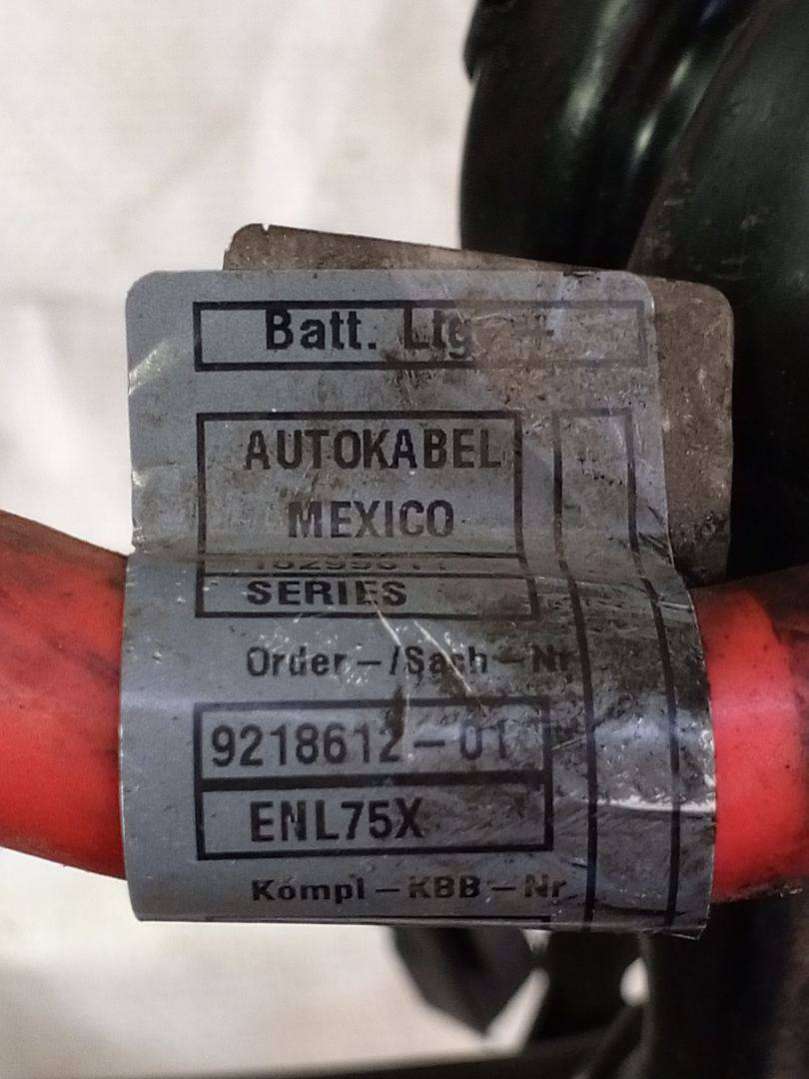 Batt. Ltg +
AUTOKABEL
MEXICO
SERIES
Order-/Sach-Nr
9218612-01
ENL75X
Kompl-KBB-Nr